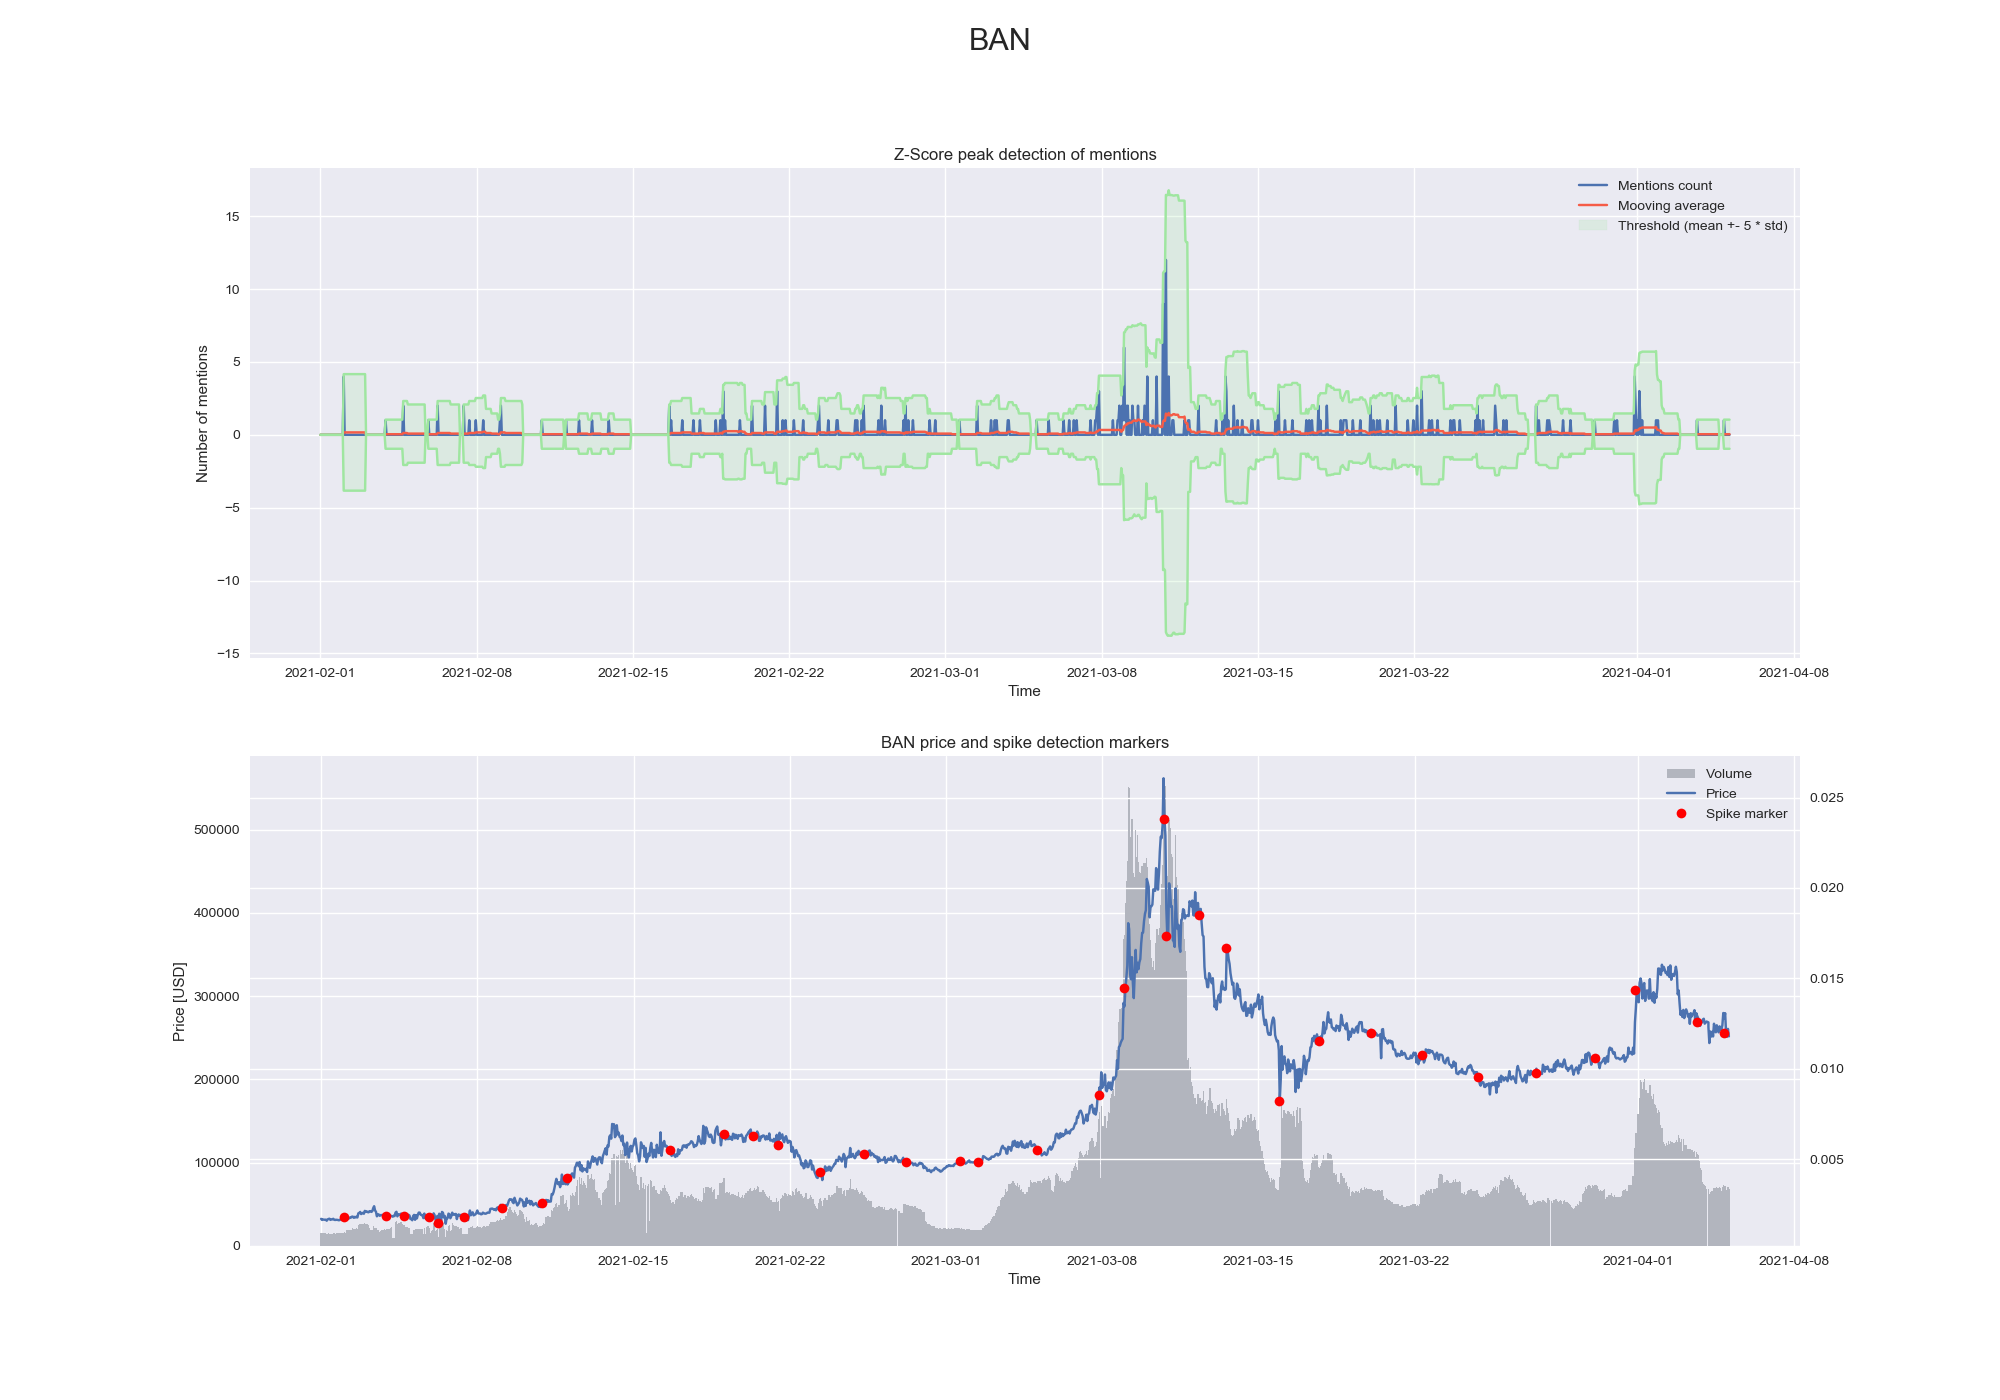 BAN
Z-Score peak detection of mentions
Mentions count
Mooving average
Threshold (mean +- 5 * std)
Number of mentions
15
10
5
0
−5
−10
−15
2021-02-01 2021-02-08 2021-02-15 2021-02-22 2021-03-01 2021-03-08 2021-03-15 2021-03-22 2021-04-01 2021-04-08
Time
BAN price and spike detection markers
Volume
Price
Spike marker
Price [USD]
500000
400000
300000
200000
100000
0
0.025
0.020
0.015
0.010
0.005
2021-02-01 2021-02-08 2021-02-15 2021-02-22 2021-03-01 2021-03-08 2021-03-15 2021-03-22 2021-04-01 2021-04-08
Time